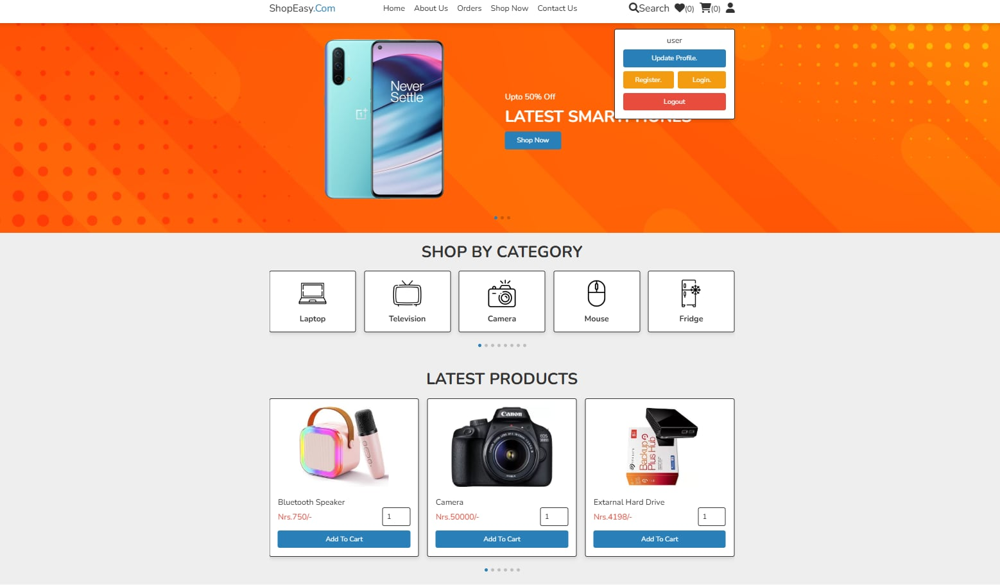 ShopEasy.Com
Home About Us Orders Shop Now Contact Us
Search (0) (0)
user
Update Profile.
Register. Login.
Logout
Never
Settle
Upto 50% Off
LATEST SMARTPHONES
Shop Now
SHOP BY CATEGORY
Laptop Television Camera Mouse Fridge
LATEST PRODUCTS
Canon
EOS
Backup
Plus Hub
Bluetooth Speaker
Nrs.750/- 1
Add To Cart
Camera
Nrs.50000/- 1
Add To Cart
Extarnal Hard Drive
Nrs.4198/- 1
Add To Cart